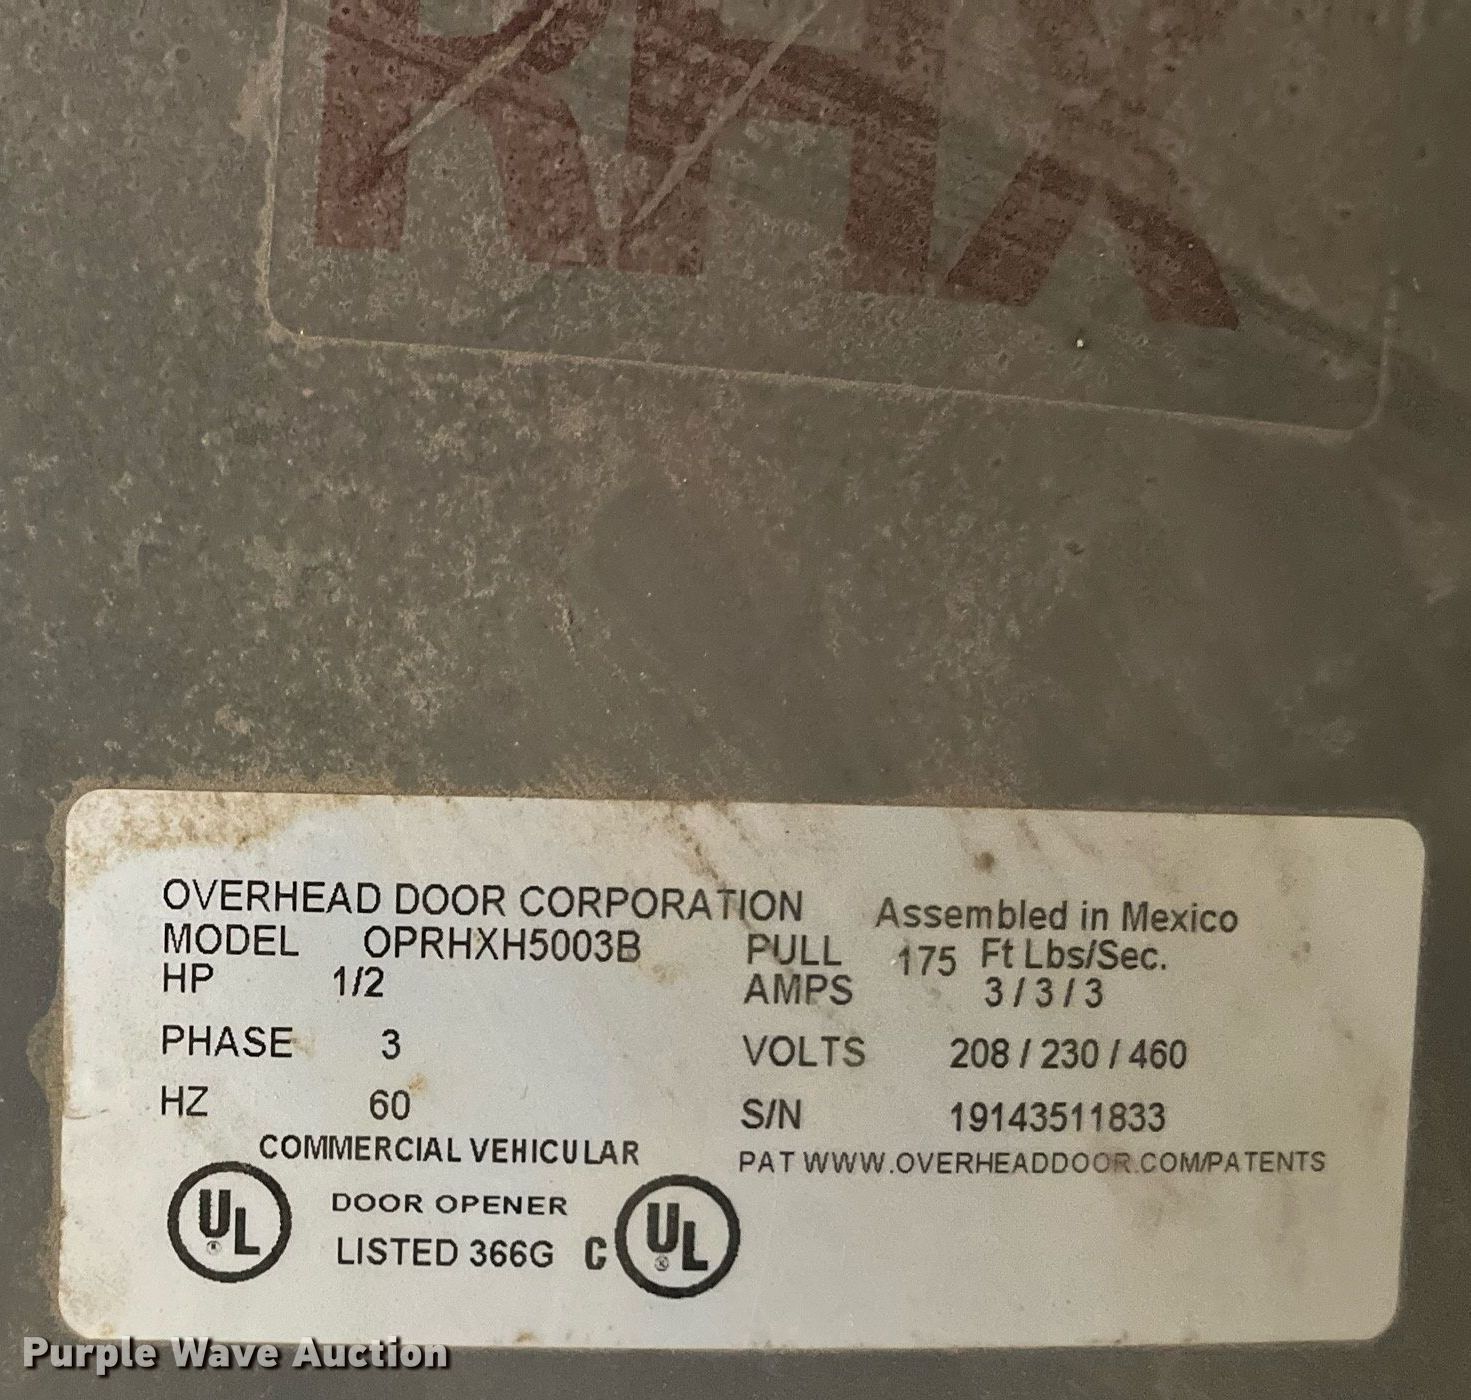 RHX
OVERHEAD DOOR CORPORATION Assembled in Mexico
MODEL OPRHXH5003B PULL 175 Ft Lbs/Sec.
HP 1/2 AMPS 3 / 3 / 3
PHASE 3 VOLTS 208 / 230 / 460
HZ 60 S/N 19143511833
COMMERCIAL VEHICULAR PAT WWW.OVERHEADDOOR.COM/PATENTS
UL ® DOOR OPENER C UL ®
LISTED 366G
Purple Wave Auction